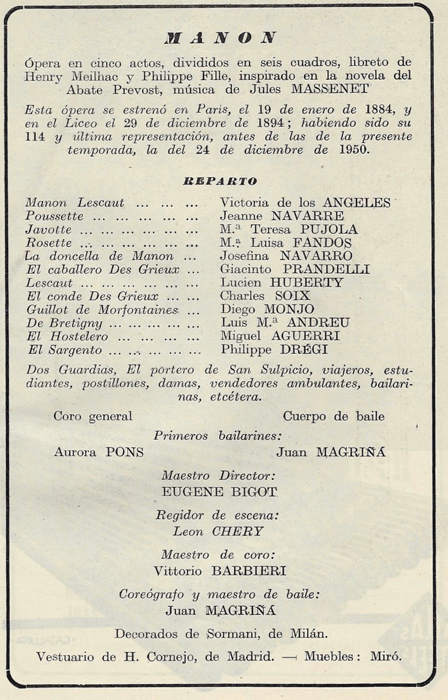 MANON
Ópera en cinco actos, divididos en seis cuadros, libreto de
Henry Meilhac y Philippe Fille, inspirado en la novela del
Abate Prevost, música de Jules MASSENET
Esta ópera se estrenó en Paris, el 19 de enero de 1884, y
en el Liceo el 29 de diciembre de 1894; habiendo sido su
114 y última representación, antes de las de la presente
temporada, la del 24 de diciembre de 1950.
REPARTO
Manon Lescaut ... ... ... Victoria de los ANGELES
Poussette ... ... ... ... ... Jeanne NAVARRE
Javotte ... ... ... ... ... ... M.ª Teresa PUJOLA
Rosette ... ... ... ... ... ... M.ª Luisa FANDOS
La doncella de Manon ... Josefina NAVARRO
El caballero Des Grieux ... Giacinto PRANDELLI
Lescaut ... ... ... ... ... ... Lucien HUBERTY
El conde Des Grieux ... ... Charles SOIX
Guillot de Morfontaines ... Diego MONJO
De Bretigny ... ... ... ... ... Luis M.ª ANDREU
El Hostelero ... ... ... ... Miguel AGUERRI
El Sargento ... ... ... ... Philippe DRÉGI
Dos Guardias, El portero de San Sulpicio, viajeros, estu-
diantes, postillones, damas, vendedores ambulantes, bailari-
nas, etcétera.
Coro general Cuerpo de baile
Primeros bailarines:
Aurora PONS Juan MAGRIÑÁ
Maestro Director:
EUGENE BIGOT
Regidor de escena:
Leon CHERY
Maestro de coro:
Vittorio BARBIERI
Coreógrafo y maestro de baile:
Juan MAGRIÑÁ
Decorados de Sormani, de Milán.
Vestuario de H. Cornejo, de Madrid. — Muebles: Miró.